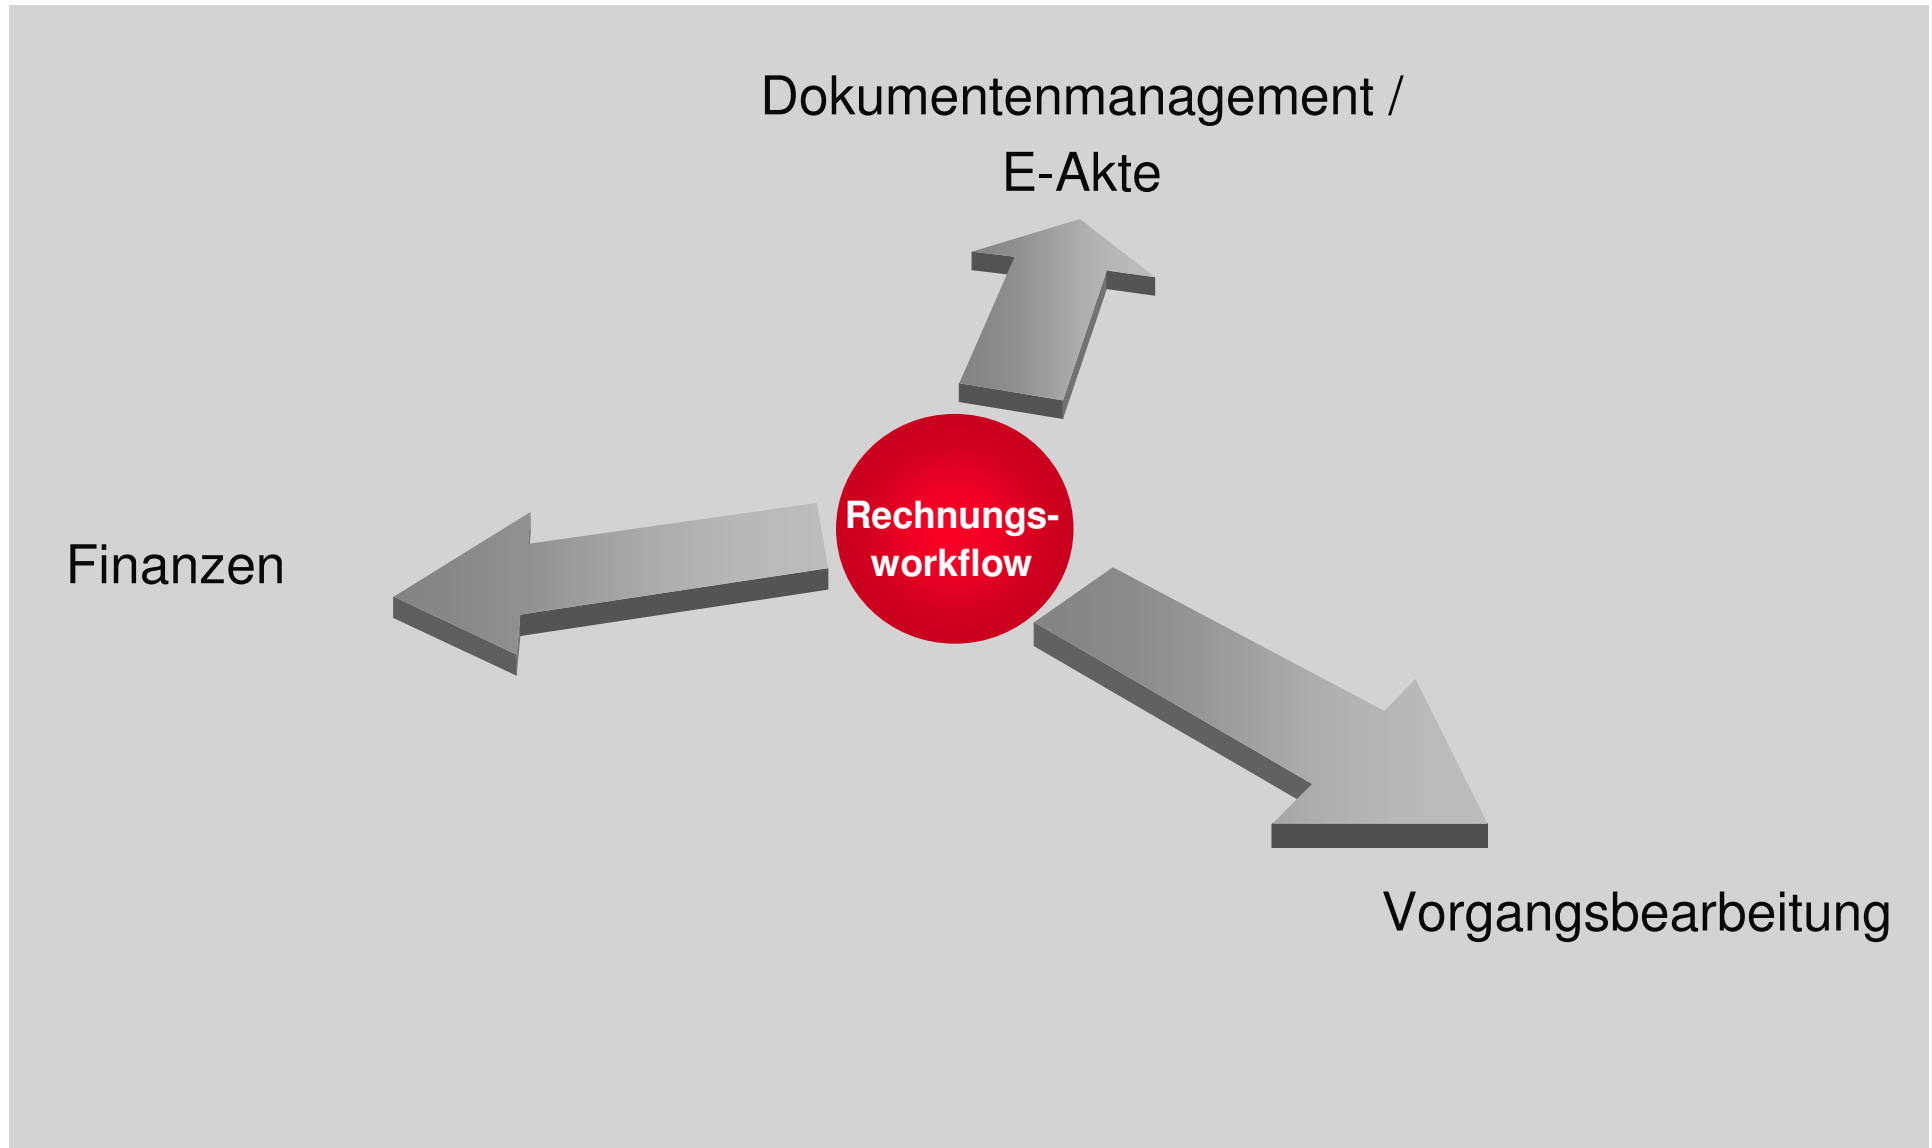 Dokumentenmanagement /
E-Akte
Rechnungs-
workflow
Finanzen
Vorgangsbearbeitung